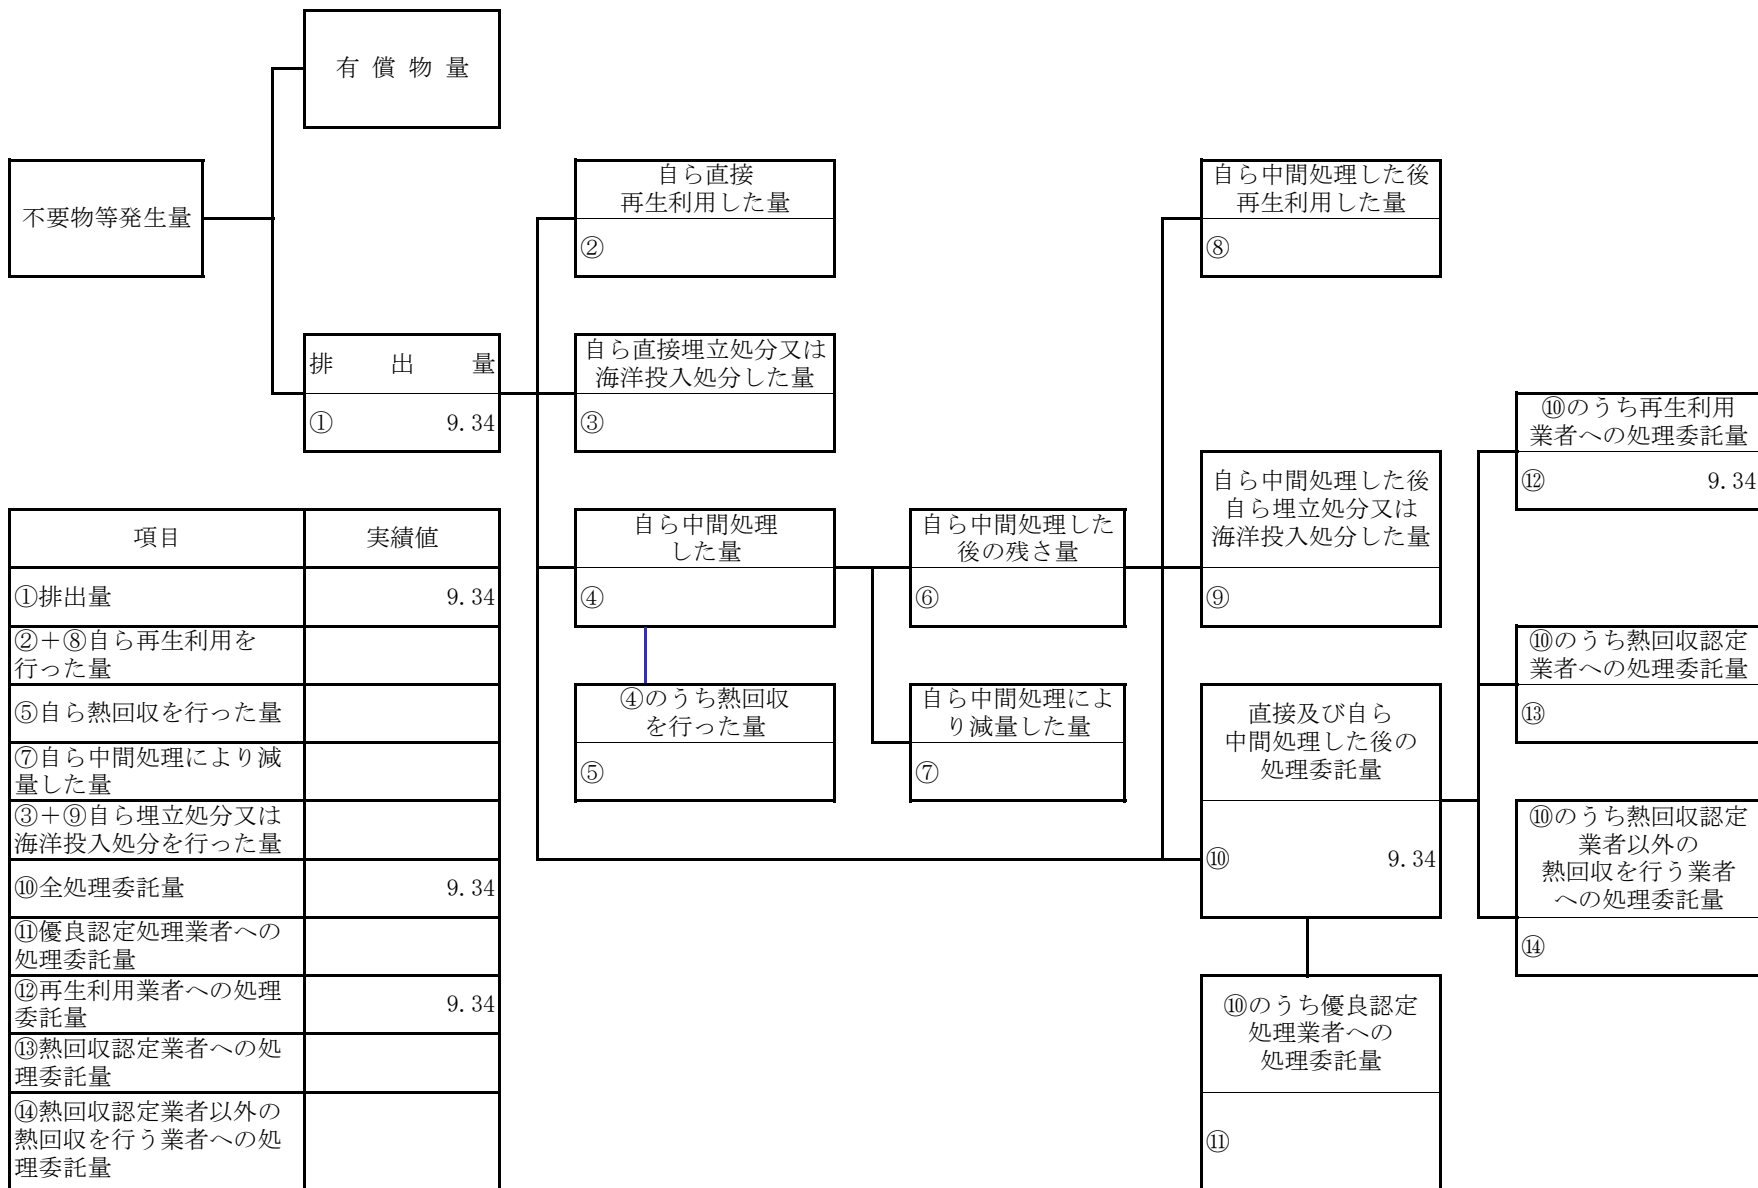 有償物量
不要物等発生量
自ら直接
再生利用した量
②
自ら中間処理した後
再生利用した量
⑧
排出量
① 9.34
自ら直接埋立処分又は
海洋投入処分した量
③
⑩のうち再生利用
業者への処理委託量
⑫ 9.34
自ら中間処理した後
自ら埋立処分又は
海洋投入処分した量
⑨
自ら中間処理
した量
④
自ら中間処理した
後の残さ量
⑥
⑩のうち熱回収認定
業者への処理委託量
⑬
④のうち熱回収
を行った量
⑤
自ら中間処理によ
り減量した量
⑦
直接及び自ら
中間処理した後の
処理委託量
⑩ 9.34
⑩のうち熱回収認定
業者以外の
熱回収を行う業者
への処理委託量
⑭
⑩のうち優良認定
処理業者への
処理委託量
⑪
項目 実績値
①排出量 9.34
②＋⑧自ら再生利用を
行った量
⑤自ら熱回収を行った量
⑦自ら中間処理により減
量した量
③＋⑨自ら埋立処分又は
海洋投入処分を行った量
⑩全処理委託量 9.34
⑪優良認定処理業者への
処理委託量
⑫再生利用業者への処理
委託量 9.34
⑬熱回収認定業者への処
理委託量
⑭熱回収認定業者以外の
熱回収を行う業者への処
理委託量